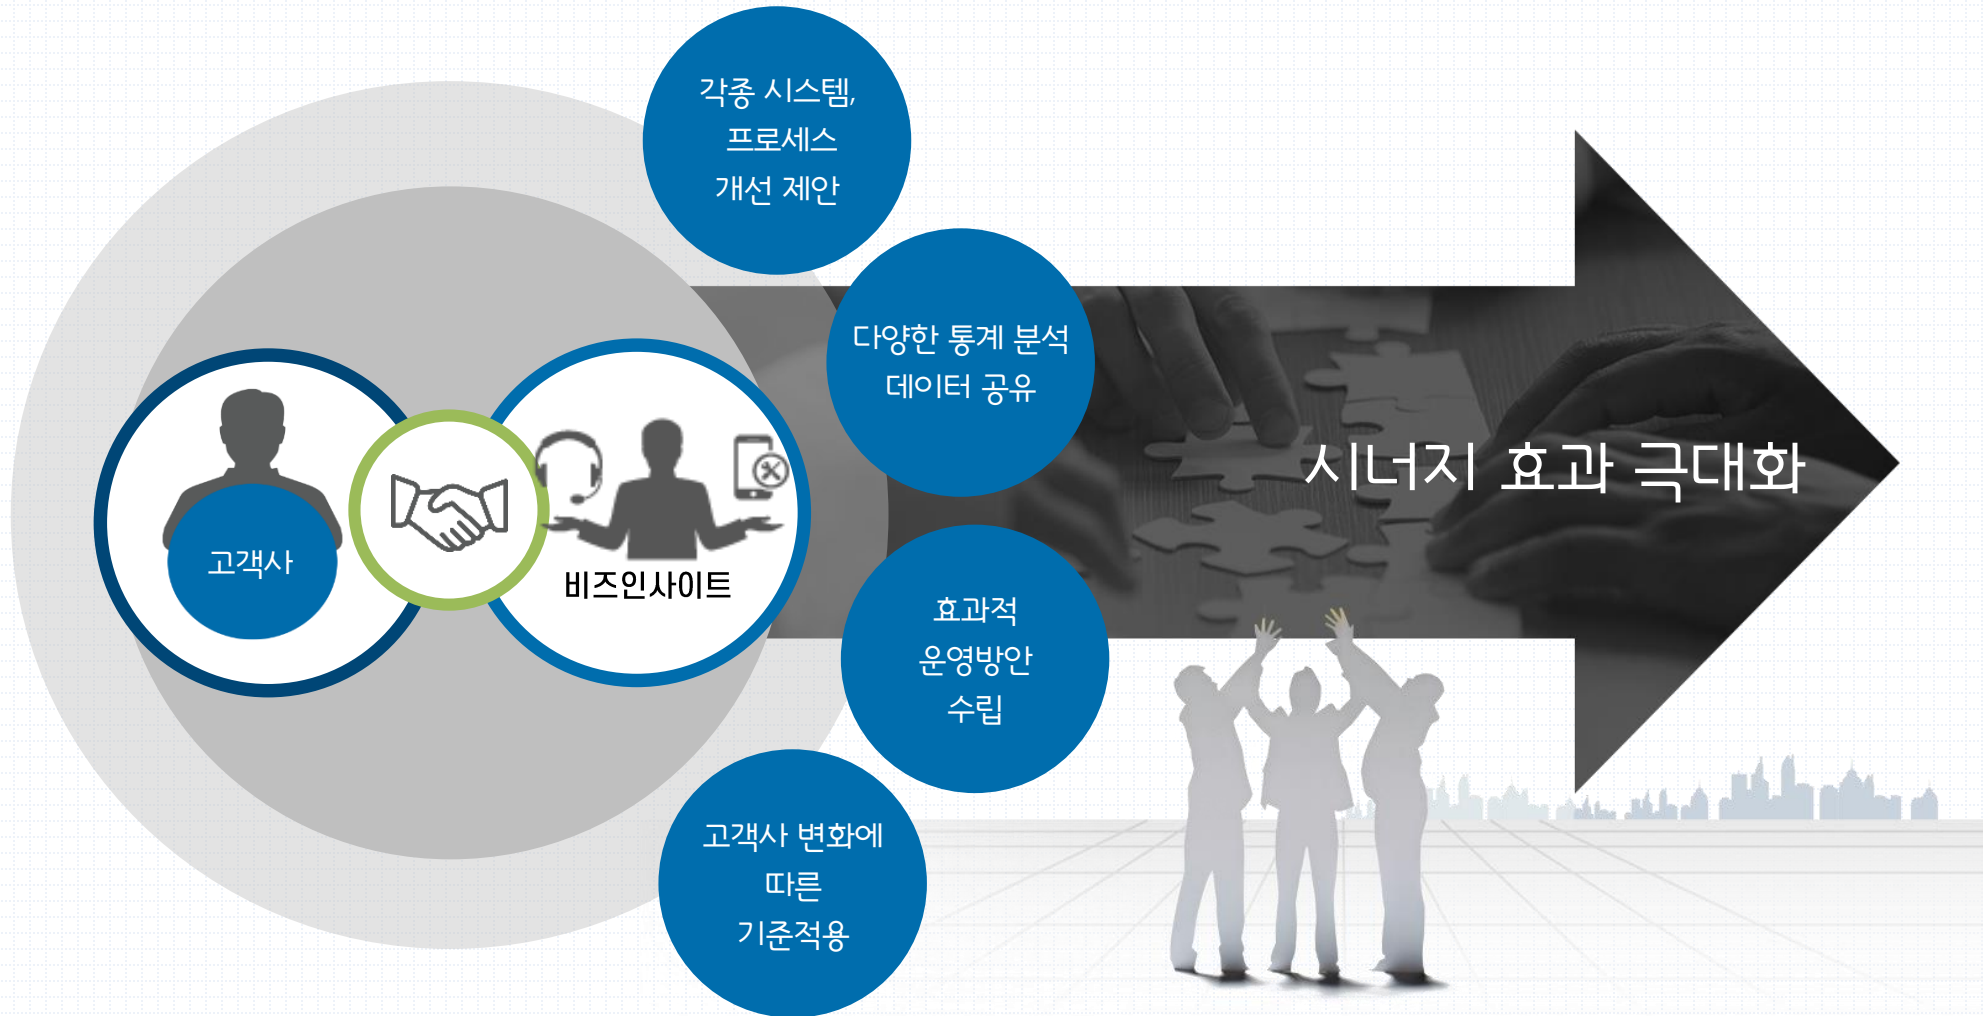 각종 시스템,
프로세스
개선 제안
다양한 통계 분석
데이터 공유
시너지 효과 극대화
고객사
비즈인사이트
효과적
운영방안
수립
고객사 변화에
따른
기준적용